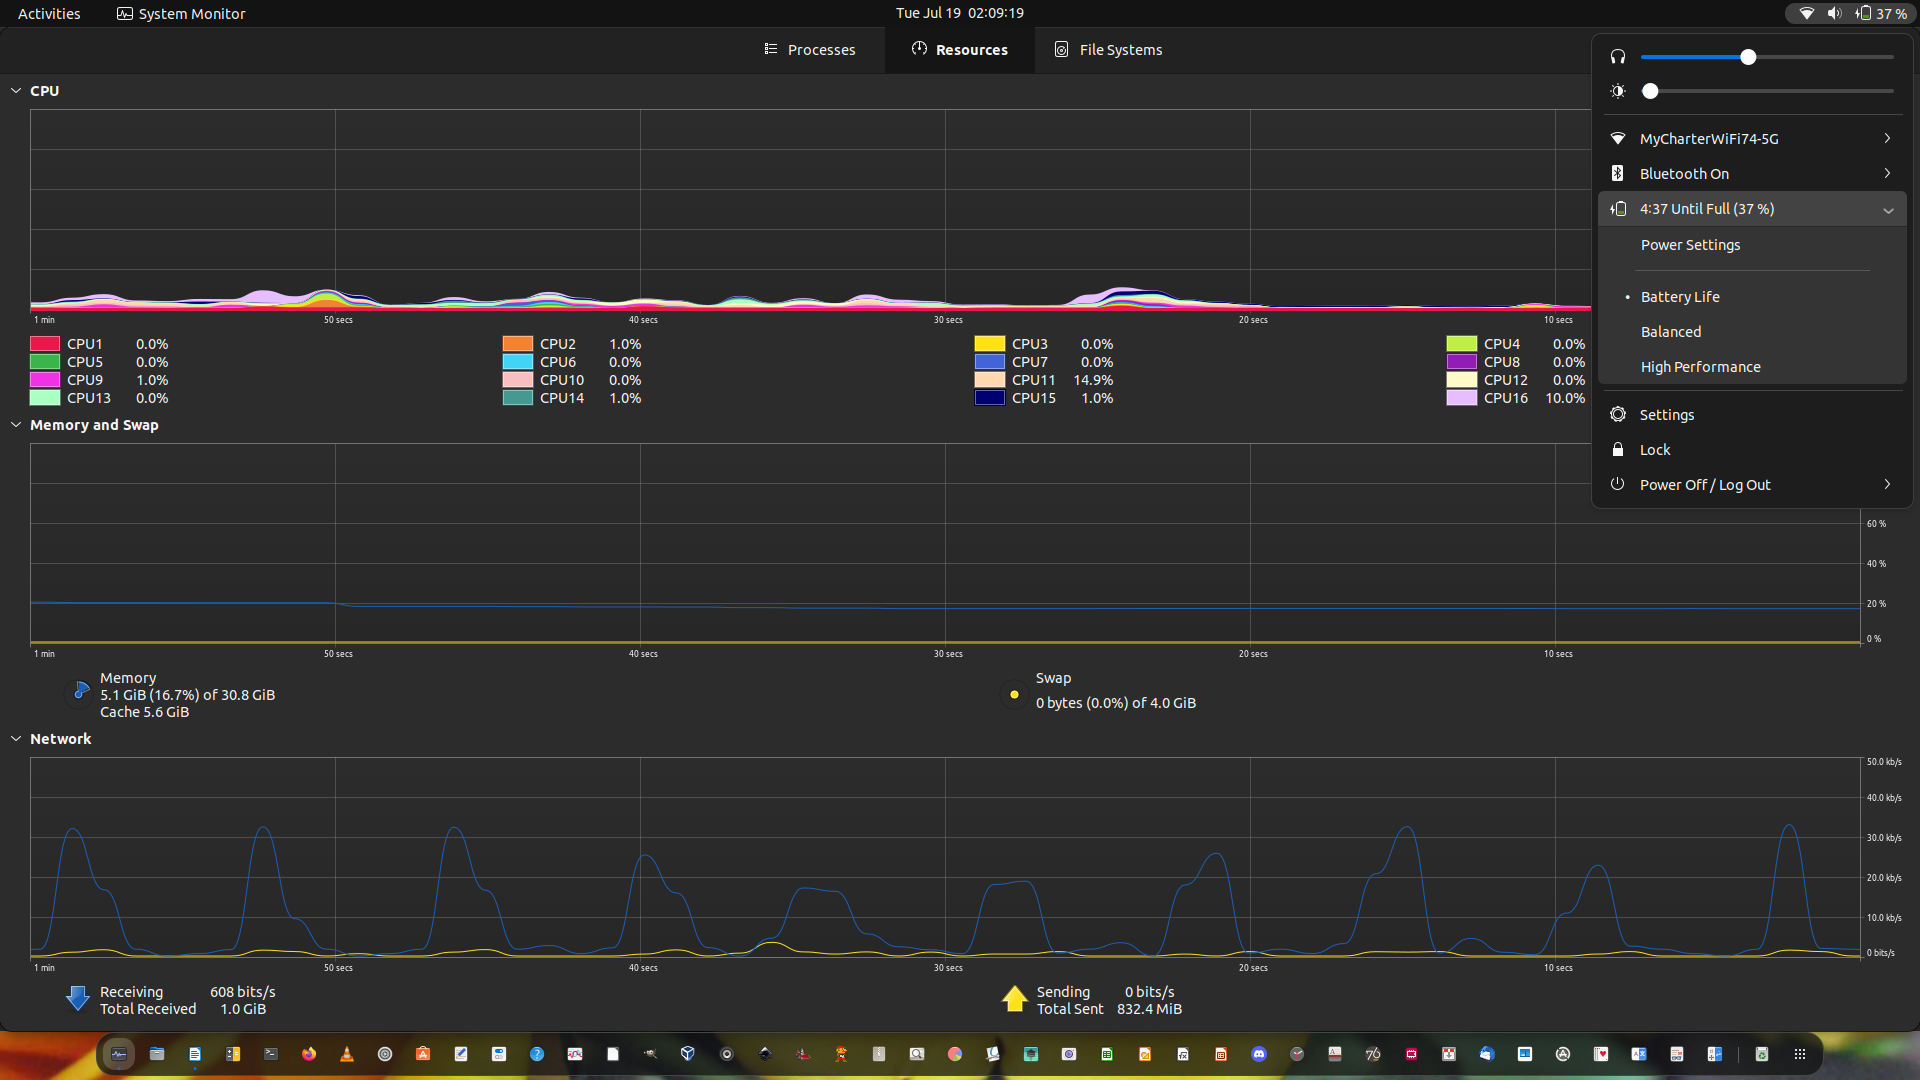 Activities
System Monitor
Tue Jul 19 02:09:19
37 %
Processes
Resources
File Systems
CPU
1 min
50 secs
40 secs
30 secs
20 secs
10 secs
CPU1 0.0%
CPU2 1.0%
CPU3 0.0%
CPU4 0.0%
CPU5 0.0%
CPU6 0.0%
CPU7 0.0%
CPU8 0.0%
CPU9 1.0%
CPU10 0.0%
CPU11 14.9%
CPU12 0.0%
CPU13 0.0%
CPU14 1.0%
CPU15 1.0%
CPU16 10.0%
MyCharterWiFi74-5G
Bluetooth On
4:37 Until Full (37 %)
Power Settings
Battery Life
Balanced
High Performance
Settings
Lock
Power Off / Log Out
Memory and Swap
60 %
40 %
20 %
0 %
1 min
50 secs
40 secs
30 secs
20 secs
10 secs
Memory
5.1 GiB (16.7%) of 30.8 GiB
Cache 5.6 GiB
Swap
0 bytes (0.0%) of 4.0 GiB
Network
50.0 kb/s
40.0 kb/s
30.0 kb/s
20.0 kb/s
10.0 kb/s
0 bits/s
1 min
50 secs
40 secs
30 secs
20 secs
10 secs
Receiving 608 bits/s
Total Received 1.0 GiB
Sending 0 bits/s
Total Sent 832.4 MiB
76